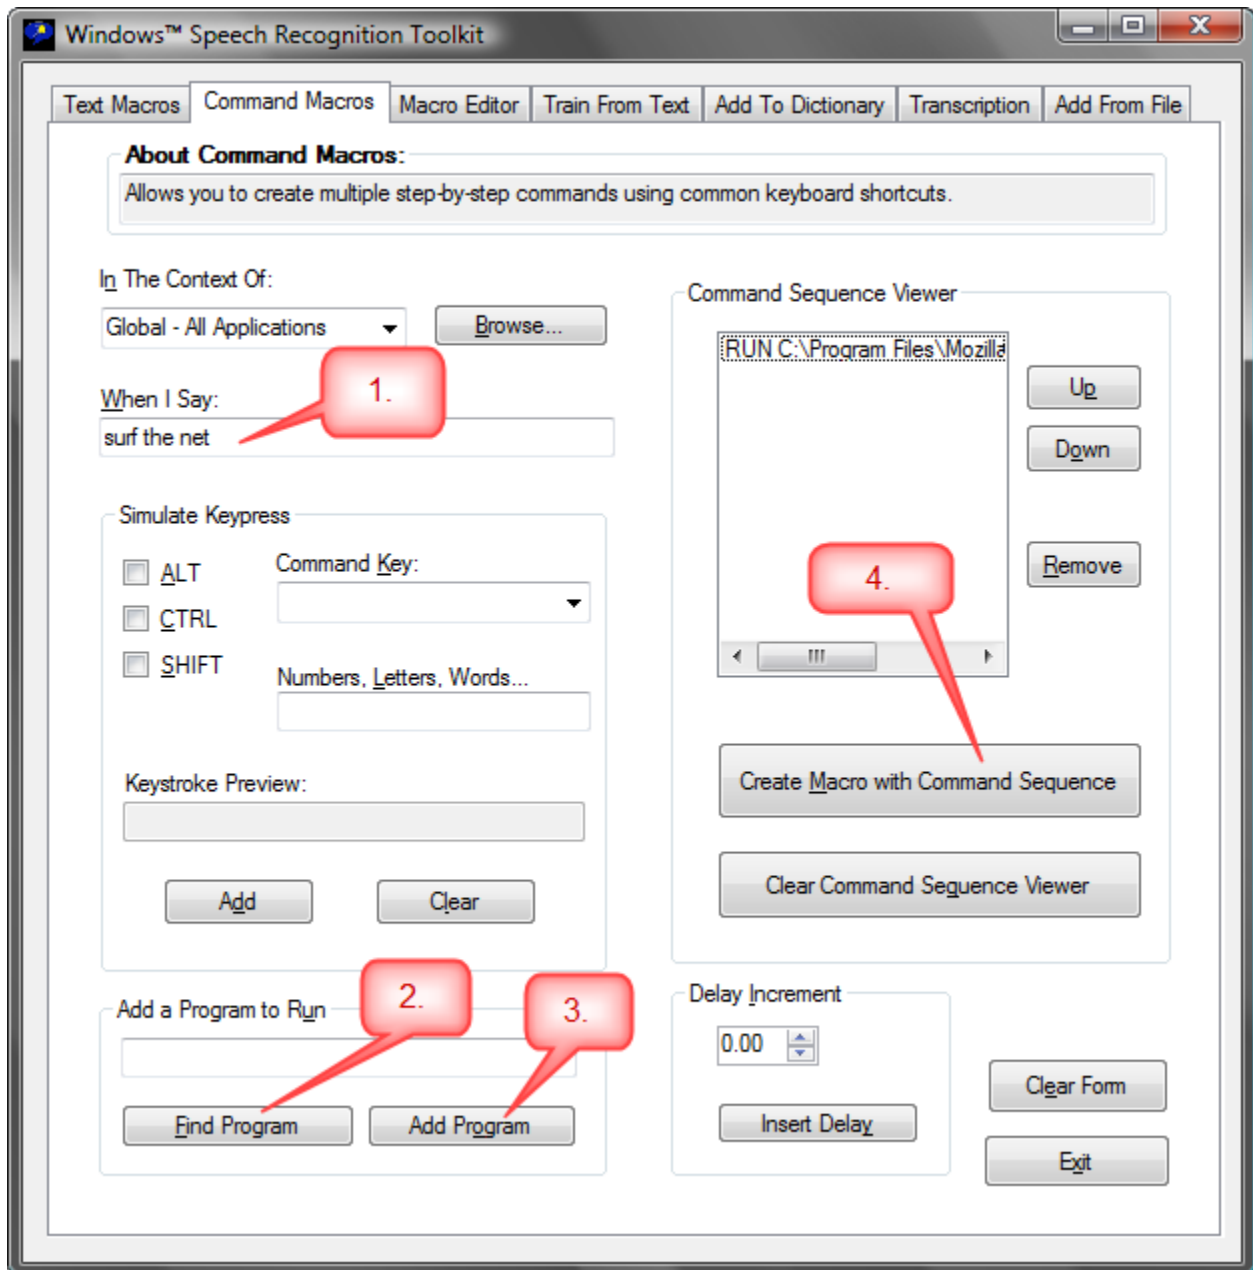 Windows™ Speech Recognition Toolkit
Text Macros Command Macros Macro Editor Train From Text Add To Dictionary Transcription Add From File
About Command Macros:
Allows you to create multiple step-by-step commands using common keyboard shortcuts.
In The Context Of:
Global - All Applications Browse...
1.
When I Say:
surf the net
Simulate Keypress
ALT
CTRL
SHIFT
Command Key:
Numbers, Letters, Words...
Keystroke Preview:
Add Clear
Add a Program to Run
2.
3.
Find Program Add Program
Command Sequence Viewer
RUN C:\Program Files\Mozilla
Up
Down
Remove
4.
Create Macro with Command Sequence
Clear Command Sequence Viewer
Delay Increment
0.00
Insert Delay
Clear Form
Exit